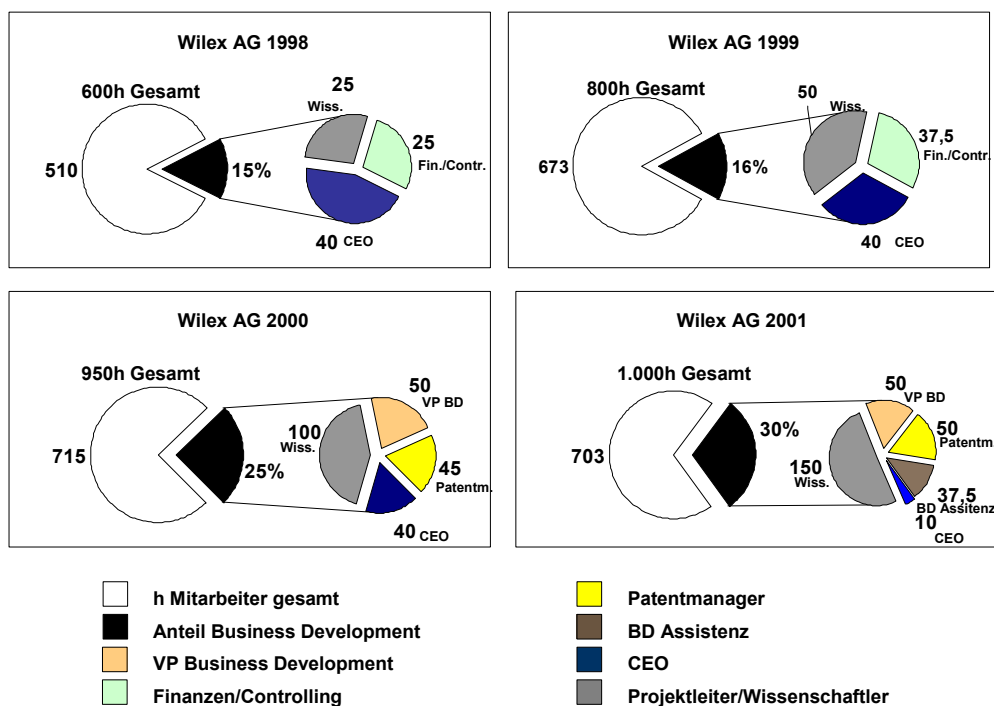 Wilex AG 1998
600h Gesamt
25
Wiss.
25
Fin./Contr.
510
15%
40 CEO
Wilex AG 1999
800h Gesamt
50
Wiss.
37,5
Fin./Contr.
673
16%
40 CEO
Wilex AG 2000
950h Gesamt
50
VP BD
100
Wiss.
715
25%
45
Patentm.
40 CEO
Wilex AG 2001
1.000h Gesamt
50
VP BD
30%
50
Patentm.
703
150
Wiss.
37,5
BD Assitenz
10
CEO
h Mitarbeiter gesamt
Anteil Business Development
VP Business Development
Finanzen/Controlling
Patentmanager
BD Assistenz
CEO
Projektleiter/Wissenschaftler